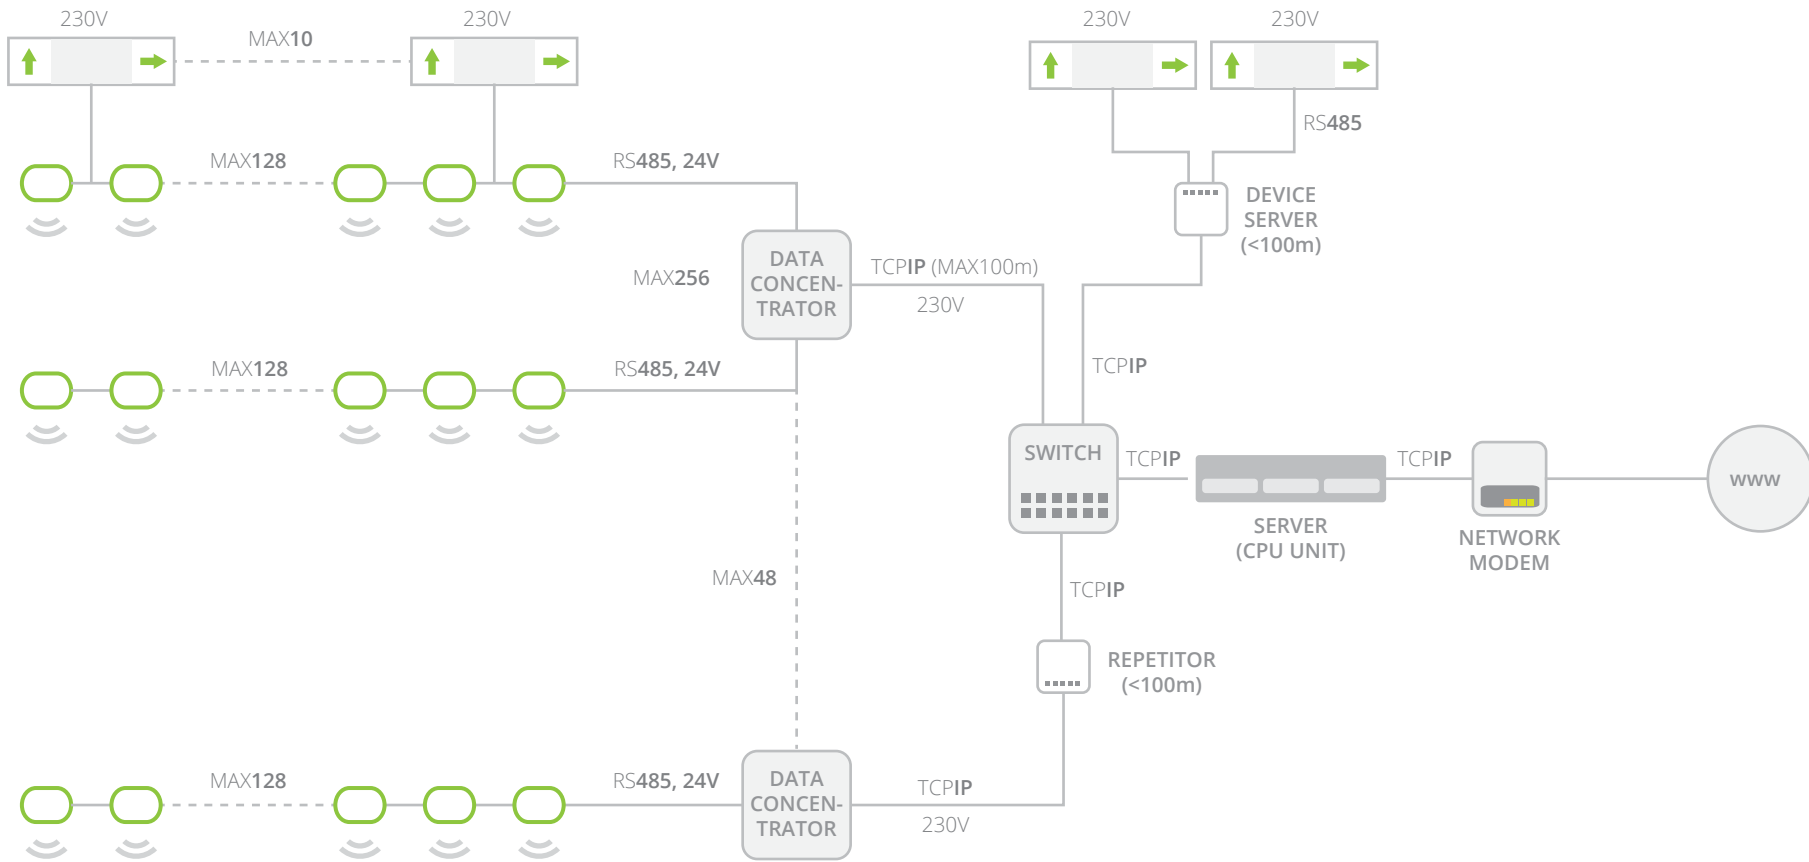 230V
230V
230V
230V
MAX10
RS485
MAX128
RS485, 24V
DEVICE
SERVER
(<100m)
DATA
CONCEN-
TRATOR
MAX256
TCPIP (MAX100m)
230V
MAX128
RS485, 24V
TCPIP
SWITCH
TCPIP
TCPIP
WWW
SERVER
(CPU UNIT)
NETWORK
MODEM
MAX48
TCPIP
REPETITOR
(<100m)
MAX128
RS485, 24V
DATA
CONCEN-
TRATOR
TCPIP
230V